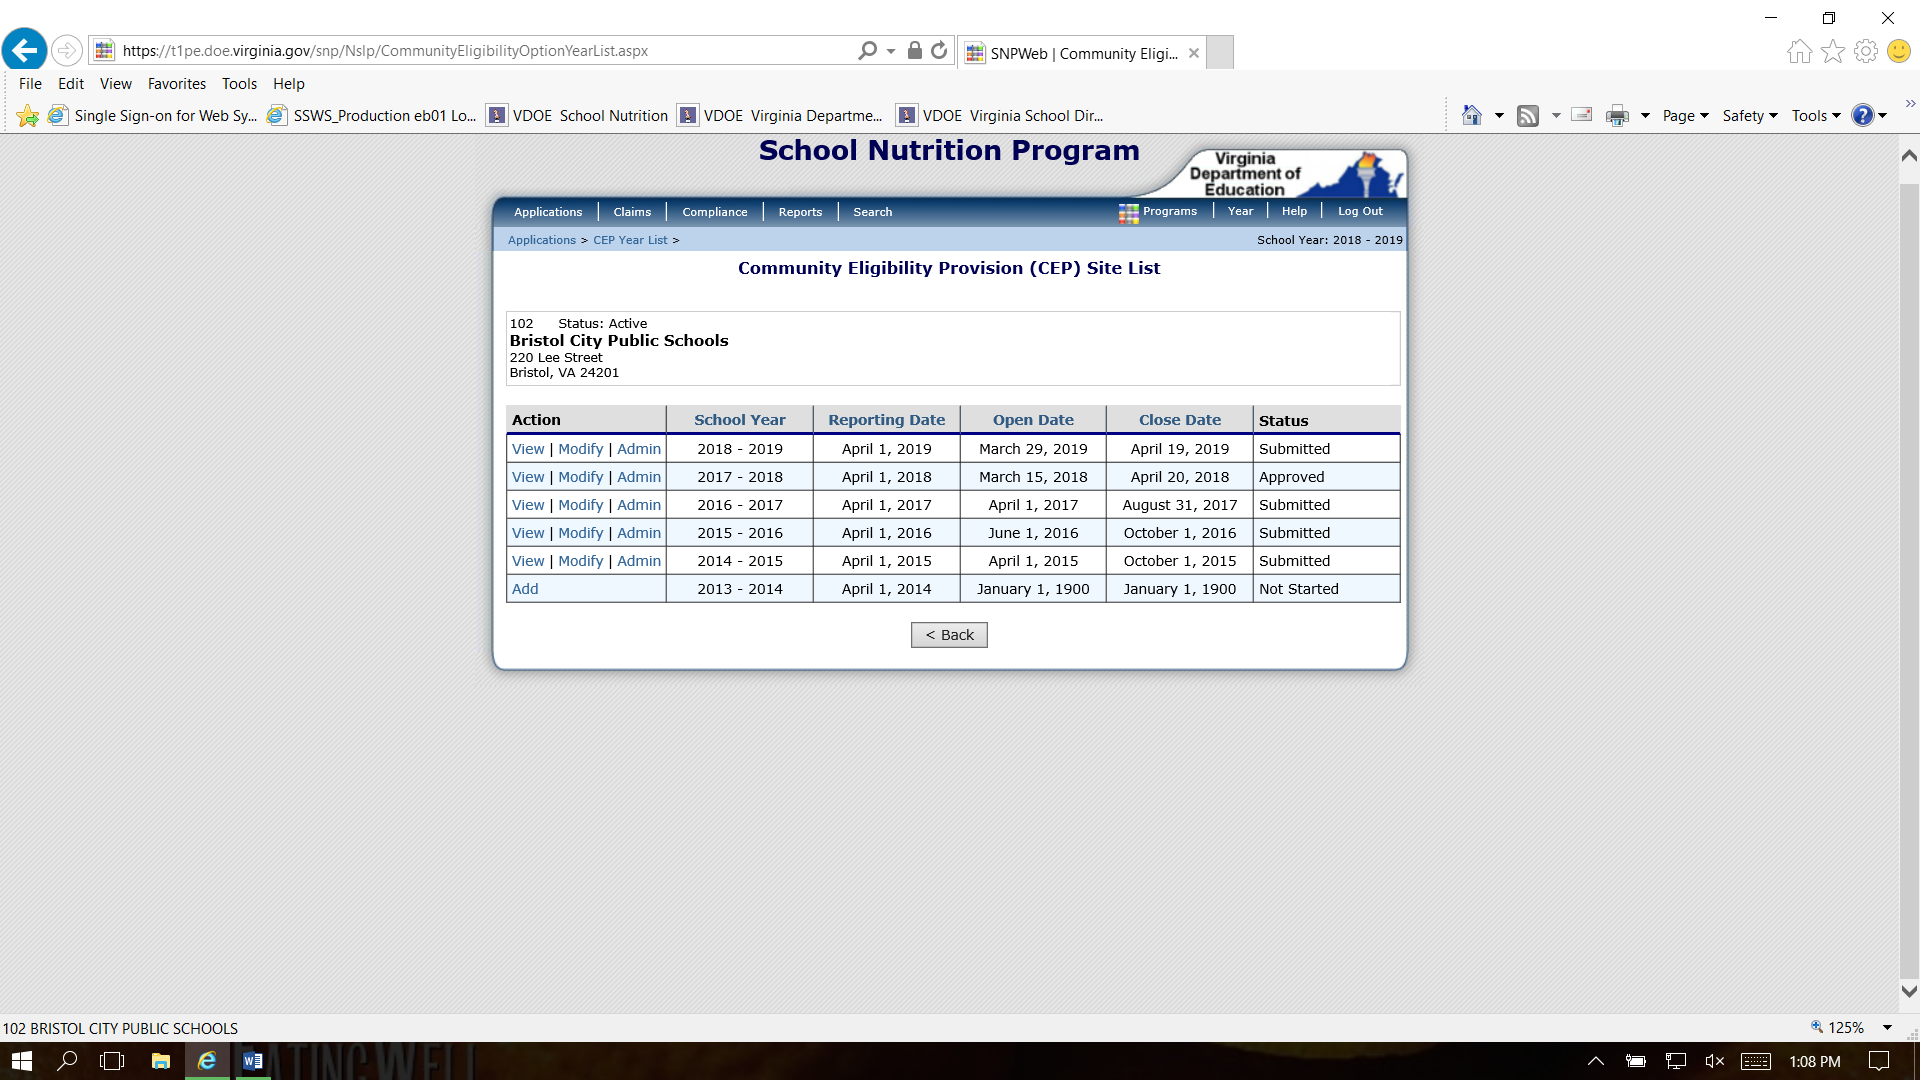 https://t1pe.doe.virginia.gov/snp/Nslp/CommunityEligibilityOptionYearList.aspx
SNPWeb | Community Eligi...
File Edit View Favorites Tools Help
Single Sign-on for Web Sy... SSWS_Production eb01 Lo... VDOE School Nutrition VDOE Virginia Departme... VDOE Virginia School Dir...
Page Safety Tools
School Nutrition Program
Virginia
Department of
Education
Applications Claims Compliance Reports Search Programs Year Help Log Out
Applications > CEP Year List > School Year: 2018 - 2019
Community Eligibility Provision (CEP) Site List
102 Status: Active
Bristol City Public Schools
220 Lee Street
Bristol, VA 24201
Action School Year Reporting Date Open Date Close Date Status
View | Modify | Admin 2018 - 2019 April 1, 2019 March 29, 2019 April 19, 2019 Submitted
View | Modify | Admin 2017 - 2018 April 1, 2018 March 15, 2018 April 20, 2018 Approved
View | Modify | Admin 2016 - 2017 April 1, 2017 April 1, 2017 August 31, 2017 Submitted
View | Modify | Admin 2015 - 2016 April 1, 2016 June 1, 2016 October 1, 2016 Submitted
View | Modify | Admin 2014 - 2015 April 1, 2015 April 1, 2015 October 1, 2015 Submitted
Add 2013 - 2014 April 1, 2014 January 1, 1900 January 1, 1900 Not Started
< Back
102 BRISTOL CITY PUBLIC SCHOOLS
125%
EATINGWELL
1:08 PM